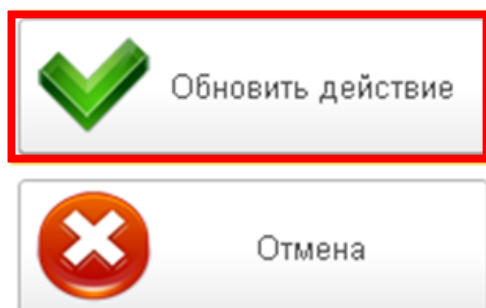 Обновить действие
Отмена